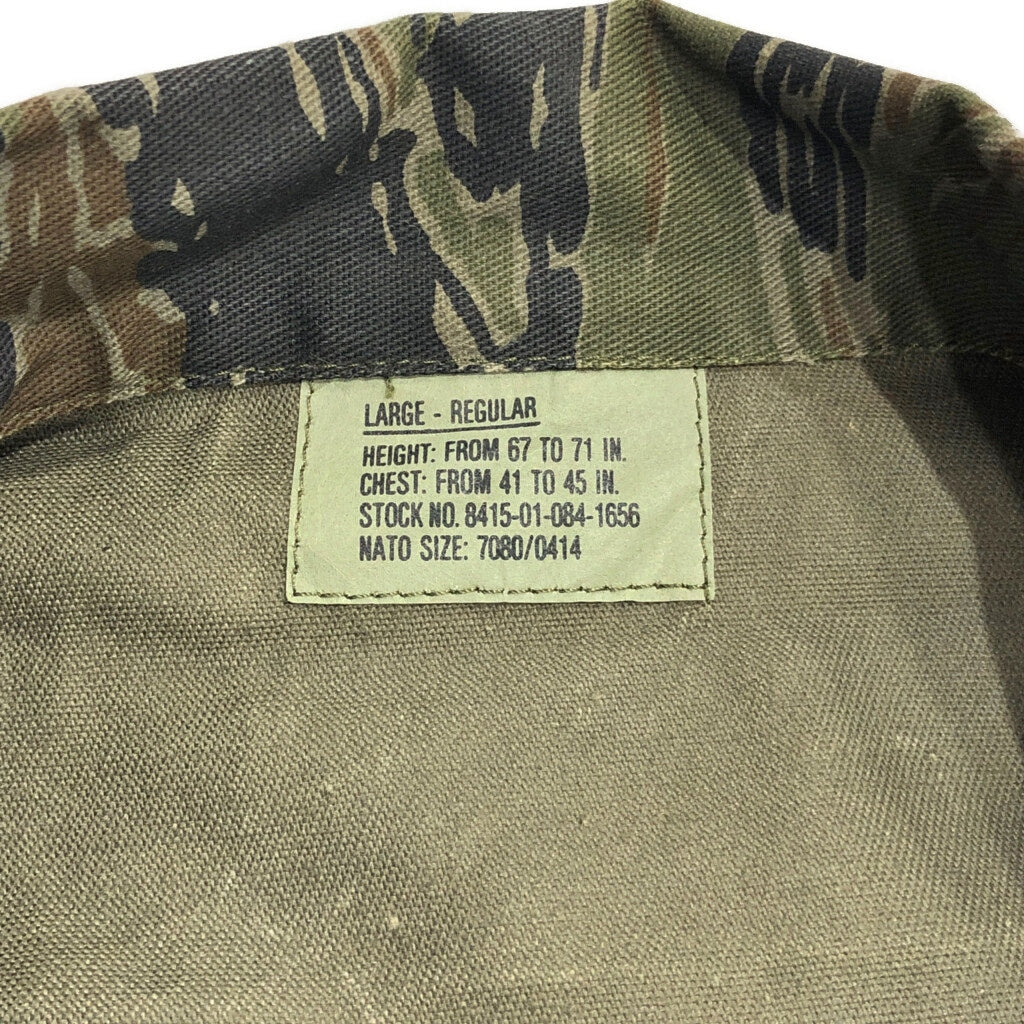 LARGE - REGULAR
HEIGHT: FROM 67 TO 71 IN.
CHEST: FROM 41 TO 45 IN.
STOCK NO. 8415-01-084-1656
NATO SIZE: 7080/0414